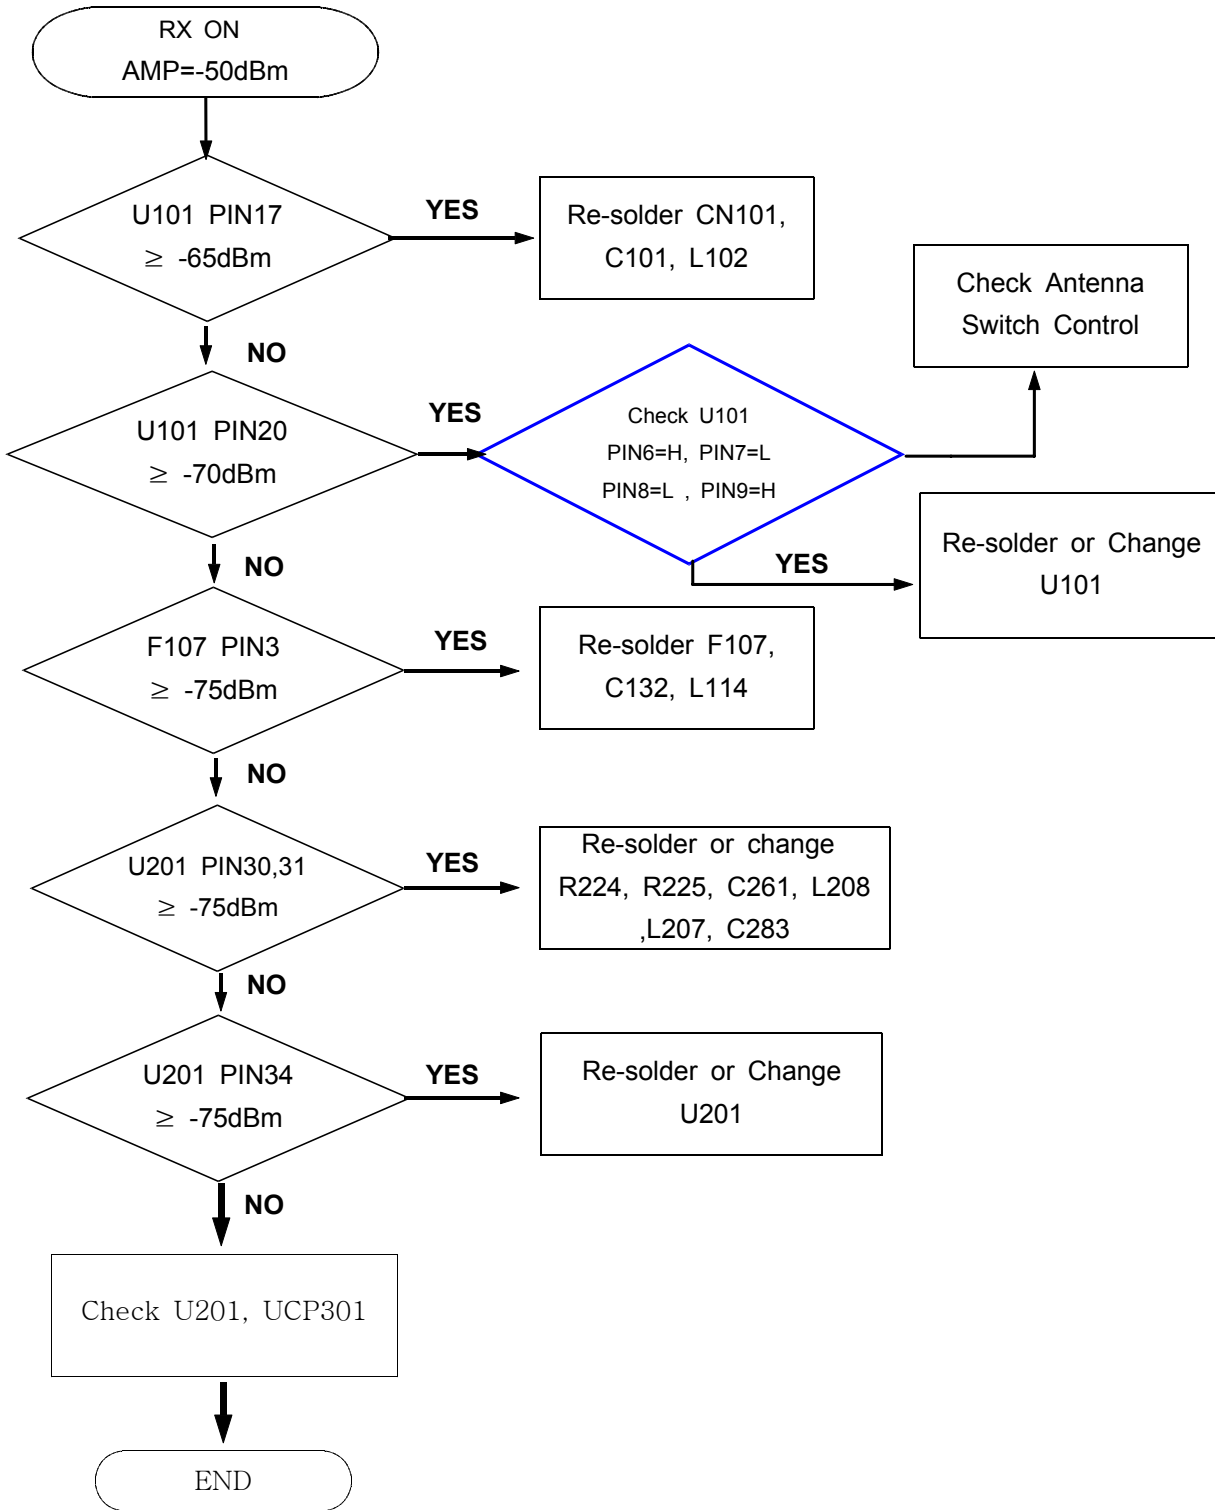 RX ON
AMP=-50dBm
U101 PIN17
≥ -65dBm
YES
Re-solder CN101,
C101, L102
NO
Check Antenna
Switch Control
U101 PIN20
≥ -70dBm
YES
Check U101
PIN6=H, PIN7=L
PIN8=L , PIN9=H
YES
Re-solder or Change
U101
NO
F107 PIN3
≥ -75dBm
YES
Re-solder F107,
C132, L114
NO
U201 PIN30,31
≥ -75dBm
YES
Re-solder or change
R224, R225, C261, L208
,L207, C283
NO
U201 PIN34
≥ -75dBm
YES
Re-solder or Change
U201
NO
Check U201, UCP301
END